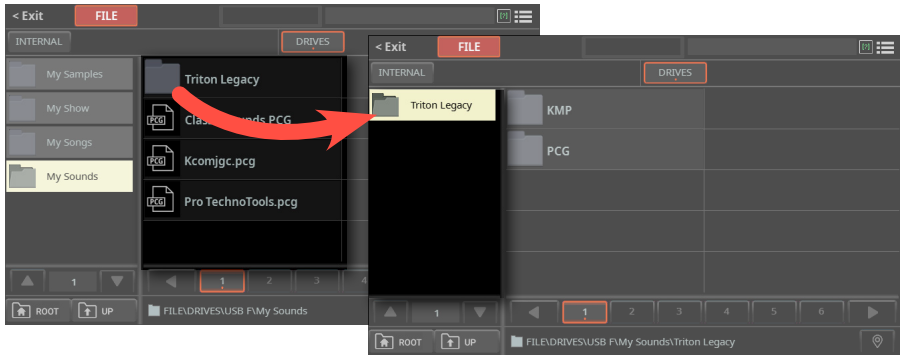 < Exit
FILE
[?]
INTERNAL
DRIVES
My Samples
My Show
My Songs
My Sounds
Triton Legacy
PCG
PCG
Kcomjgc.pcg
PCG
Pro TechnoTools.pcg
1
1
2
3
4
ROOT
UP
FILE\DRIVES\USB F\My Sounds
< Exit
FILE
[?]
INTERNAL
DRIVES
Triton Legacy
KMP
PCG
1
1
2
3
4
5
6
ROOT
UP
FILE\DRIVES\USB F\My Sounds\Triton Legacy